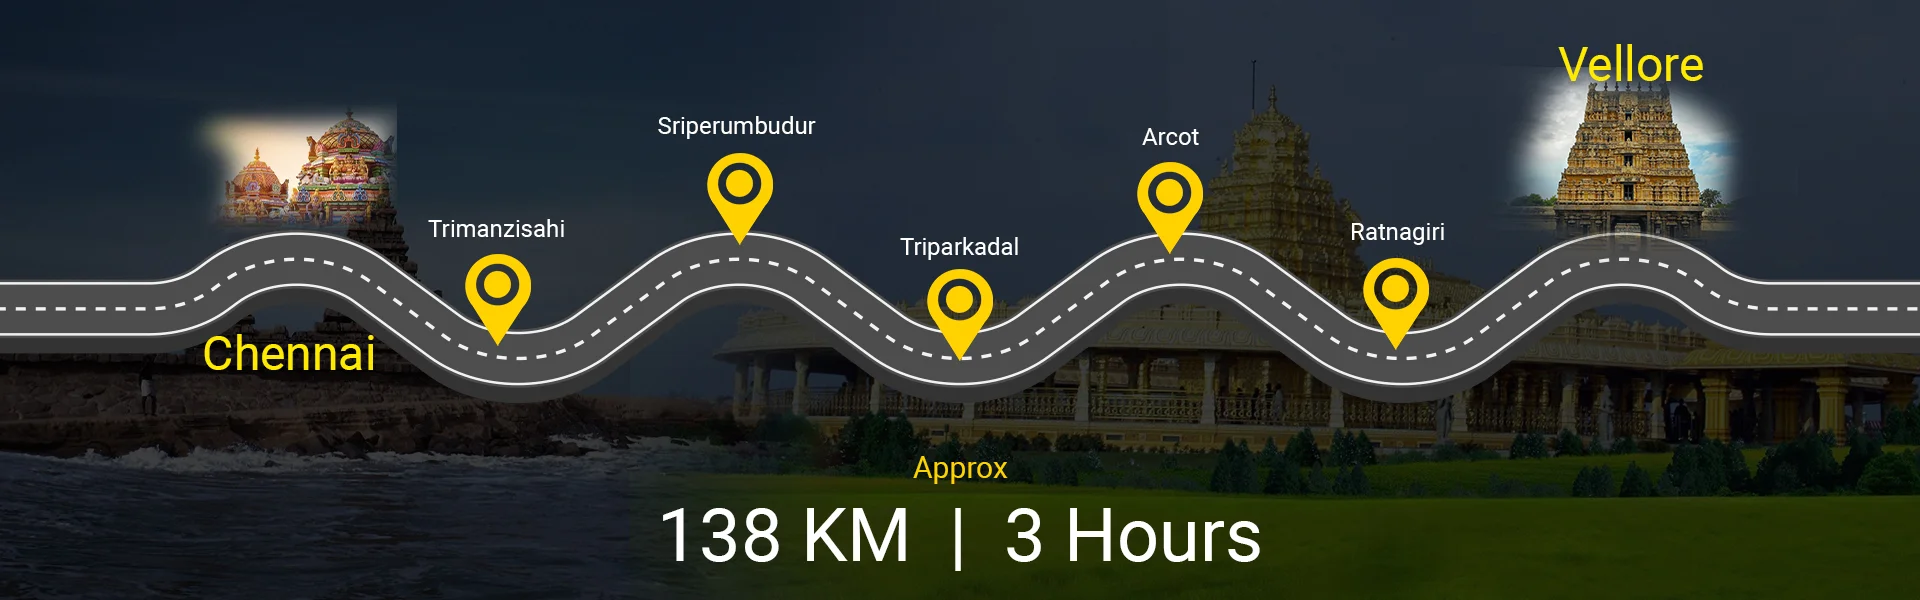 Vellore
Sriperumbudur
Arcot
Trimanzisahi
Ratnagiri
Triparkadal
Chennai
Approx
138 KM | 3 Hours